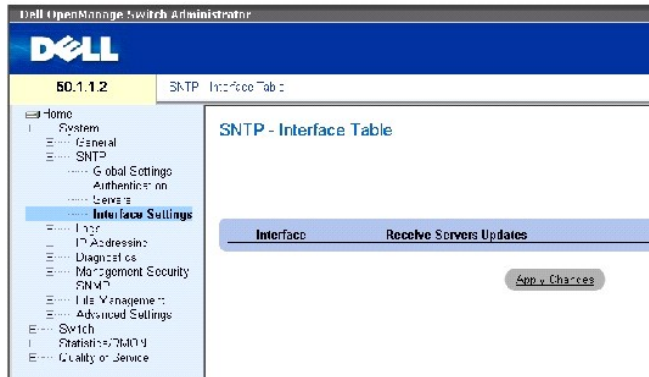 Dell OpenManage Switch Administrator
DELL
50.1.1.2
SNTP Interface Table
Home
System
General
SNTP
Global Settings
Authentication
Servers
Interface Settings
Logs
IP Addressing
Diagnostics
Management Security
SNMP
File Management
Advanced Settings
Switch
Statistics/RMON
Quality of Service
SNTP - Interface Table
Interface Receive Servers Updates
Apply Changes